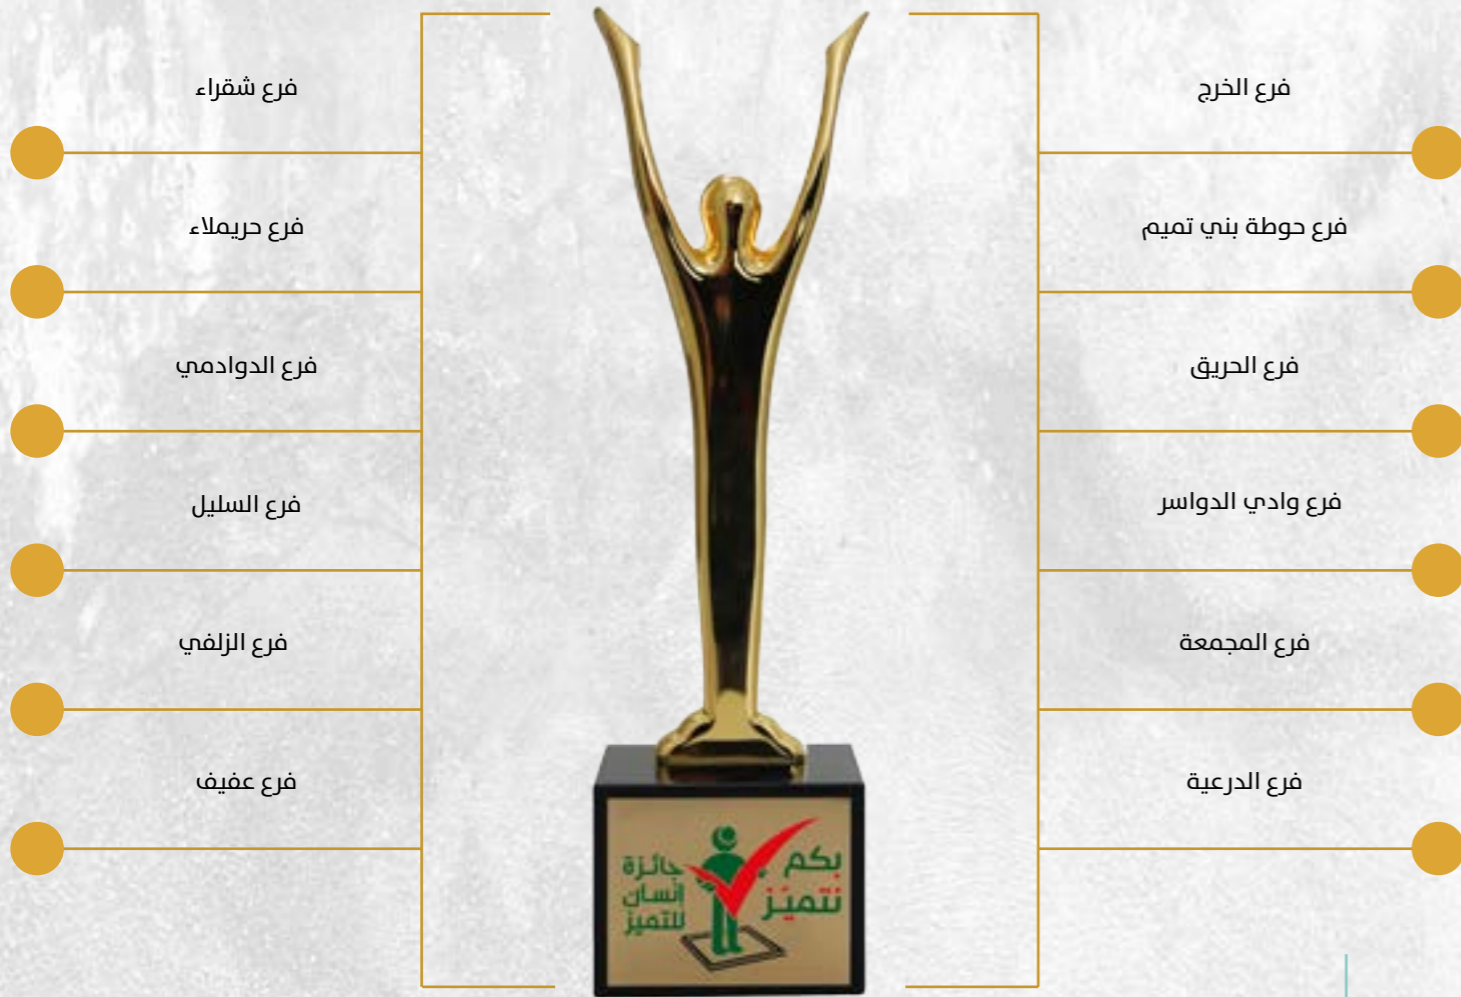 فرع الخرج
فرع حوطة بني تميم
فرع الحريق
فرع وادي الدواسر
فرع المجمعة
فرع الدرعية
فرع شقراء
فرع حريملاء
فرع الدوادمي
فرع السليل
فرع الزلفي
فرع عفيف
بكم
نتميّز
جائزة
إنسان
للتميز